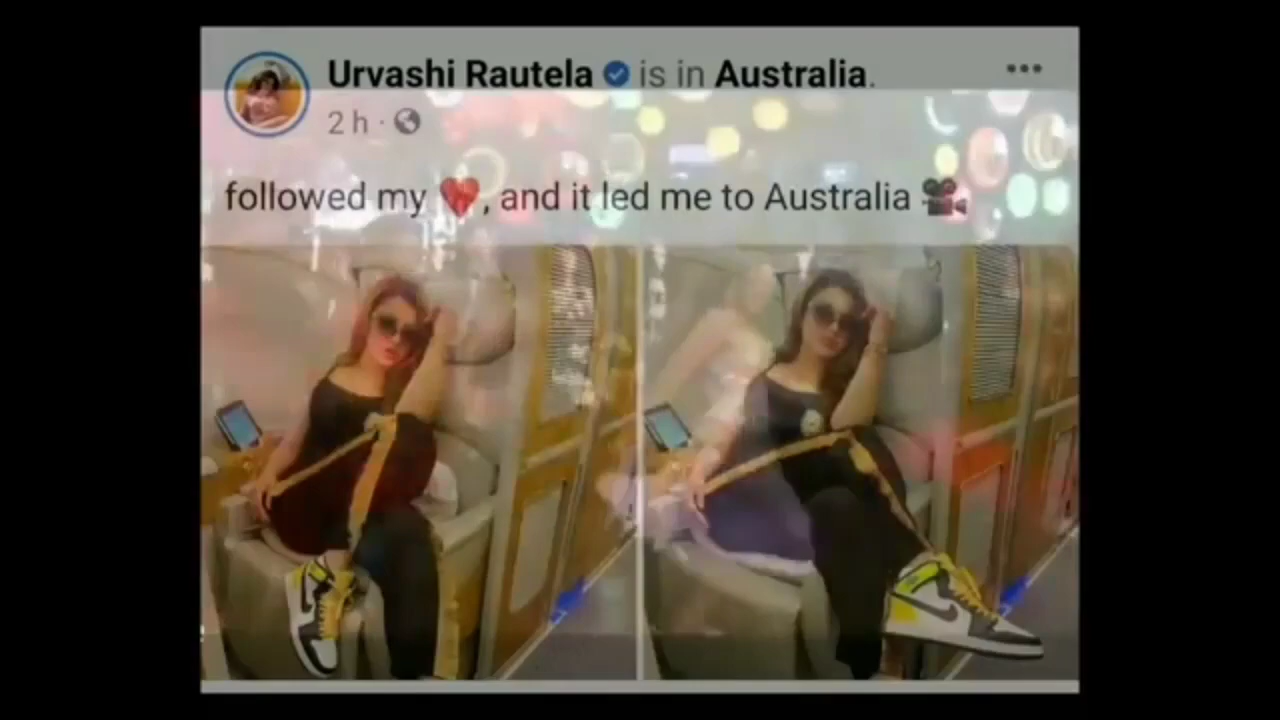 Urvashi Rautela is in Australia.
2 h ·
followed my ❤️, and it led me to Australia 🎥